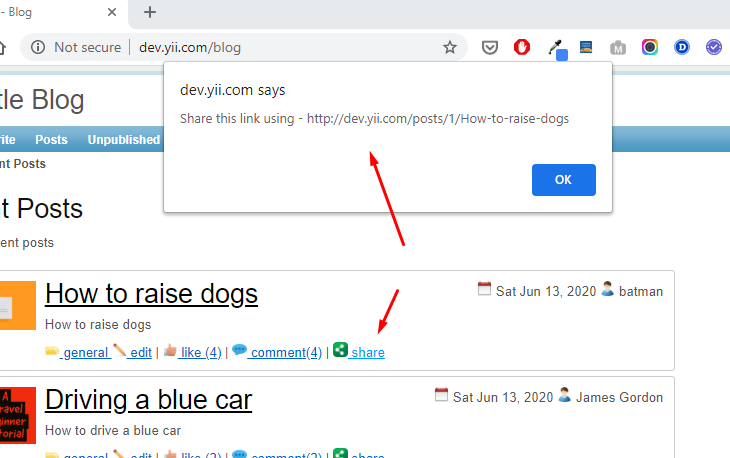 - Blog
Not secure | dev.yii.com/blog
dev.yii.com says
Share this link using - http://dev.yii.com/posts/1/How-to-raise-dogs
OK
tle Blog
rite Posts Unpublished
ent Posts
nt Posts
ent posts
How to raise dogs
Sat Jun 13, 2020 batman
How to raise dogs
general edit | like (4) | comment(4) | share
Driving a blue car
Sat Jun 13, 2020 James Gordon
A
ravel
ginner
torial
How to drive a blue car
general edit | like (2) | comment(2) | share